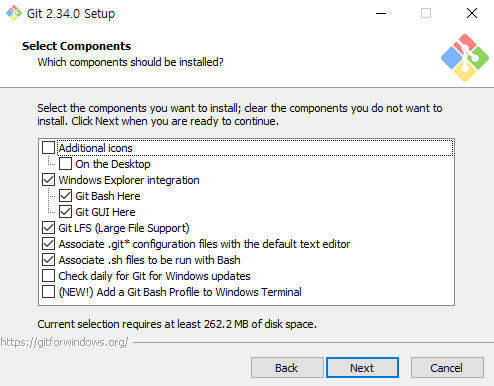 Git 2.34.0 Setup
Select Components
Which components should be installed?
Select the components you want to install; clear the components you do not want to
install. Click Next when you are ready to continue.
Additional icons
On the Desktop
Windows Explorer integration
Git Bash Here
Git GUI Here
Git LFS (Large File Support)
Associate .git* configuration files with the default text editor
Associate .sh files to be run with Bash
Check daily for Git for Windows updates
(NEW!) Add a Git Bash Profile to Windows Terminal
Current selection requires at least 262.2 MB of disk space.
https://gitforwindows.org/
Back
Next
Cancel